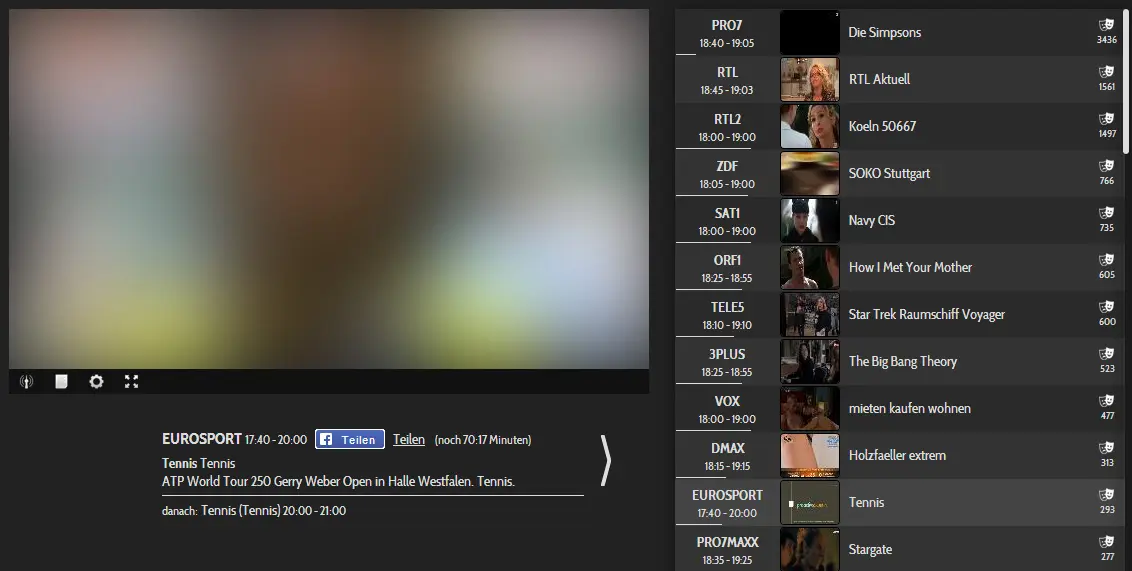 EUROSPORT 17:40 - 20:00 Teilen Teilen (noch 70:17 Minuten)
Tennis Tennis
ATP World Tour 250 Gerry Weber Open in Halle Westfalen. Tennis.
danach: Tennis (Tennis) 20:00 - 21:00
PRO7
18:40 - 19:05
Die Simpsons
3436
RTL
18:45 - 19:03
RTL Aktuell
1561
RTL2
18:00 - 19:00
Koeln 50667
1497
ZDF
18:05 - 19:00
SOKO Stuttgart
766
SAT1
18:00 - 19:00
Navy CIS
735
ORF1
18:25 - 18:55
How I Met Your Mother
605
TELE5
18:10 - 19:10
Star Trek Raumschiff Voyager
600
3PLUS
18:25 - 18:55
The Big Bang Theory
523
VOX
18:00 - 19:00
mieten kaufen wohnen
477
DMAX
18:15 - 19:15
Holzfaeller extrem
313
EUROSPORT
17:40 - 20:00
Tennis
293
PRO7MAXX
18:35 - 19:25
Stargate
277